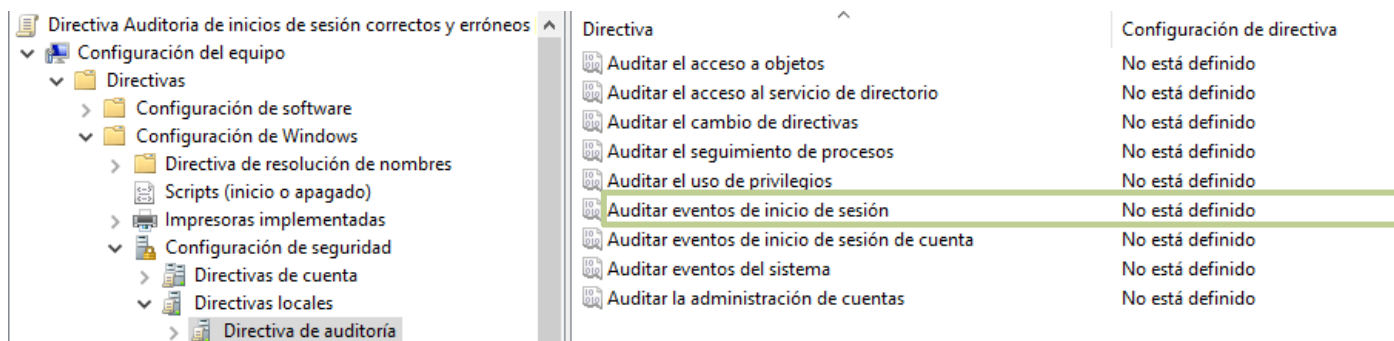 Directiva Auditoria de inicios de sesión correctos y erróneos
Configuración del equipo
Directivas
Configuración de software
Configuración de Windows
Directiva de resolución de nombres
Scripts (inicio o apagado)
Impresoras implementadas
Configuración de seguridad
Directivas de cuenta
Directivas locales
Directiva de auditoría
Directiva Configuración de directiva
Auditar el acceso a objetos No está definido
Auditar el acceso al servicio de directorio No está definido
Auditar el cambio de directivas No está definido
Auditar el seguimiento de procesos No está definido
Auditar el uso de privilegios No está definido
Auditar eventos de inicio de sesión No está definido
Auditar eventos de inicio de sesión de cuenta No está definido
Auditar eventos del sistema No está definido
Auditar la administración de cuentas No está definido